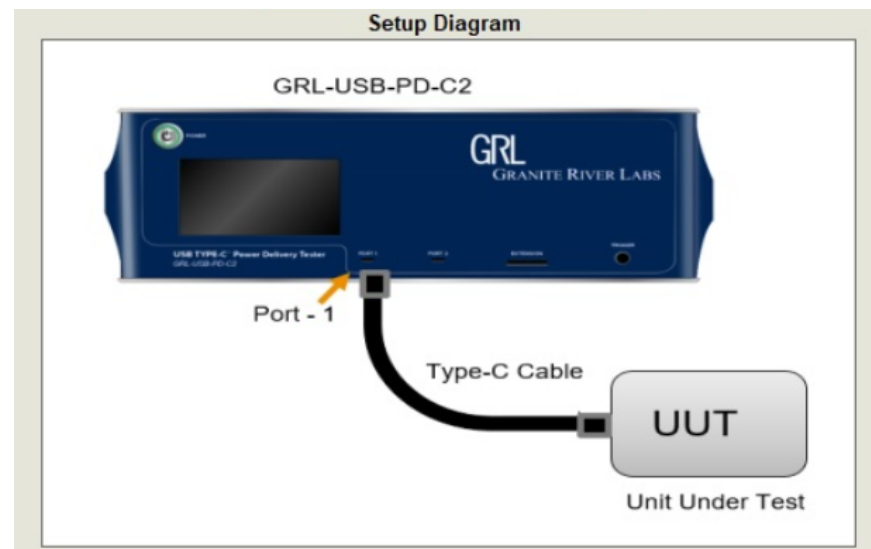 Setup Diagram
GRL-USB-PD-C2
POWER
GRL
GRANITE RIVER LABS
USB TYPE-C™ Power Delivery Tester
GRL-USB-PD-C2
PORT 1
PORT 2
EXTENSION
TRIGGER
Port - 1
Type-C Cable
UUT
Unit Under Test